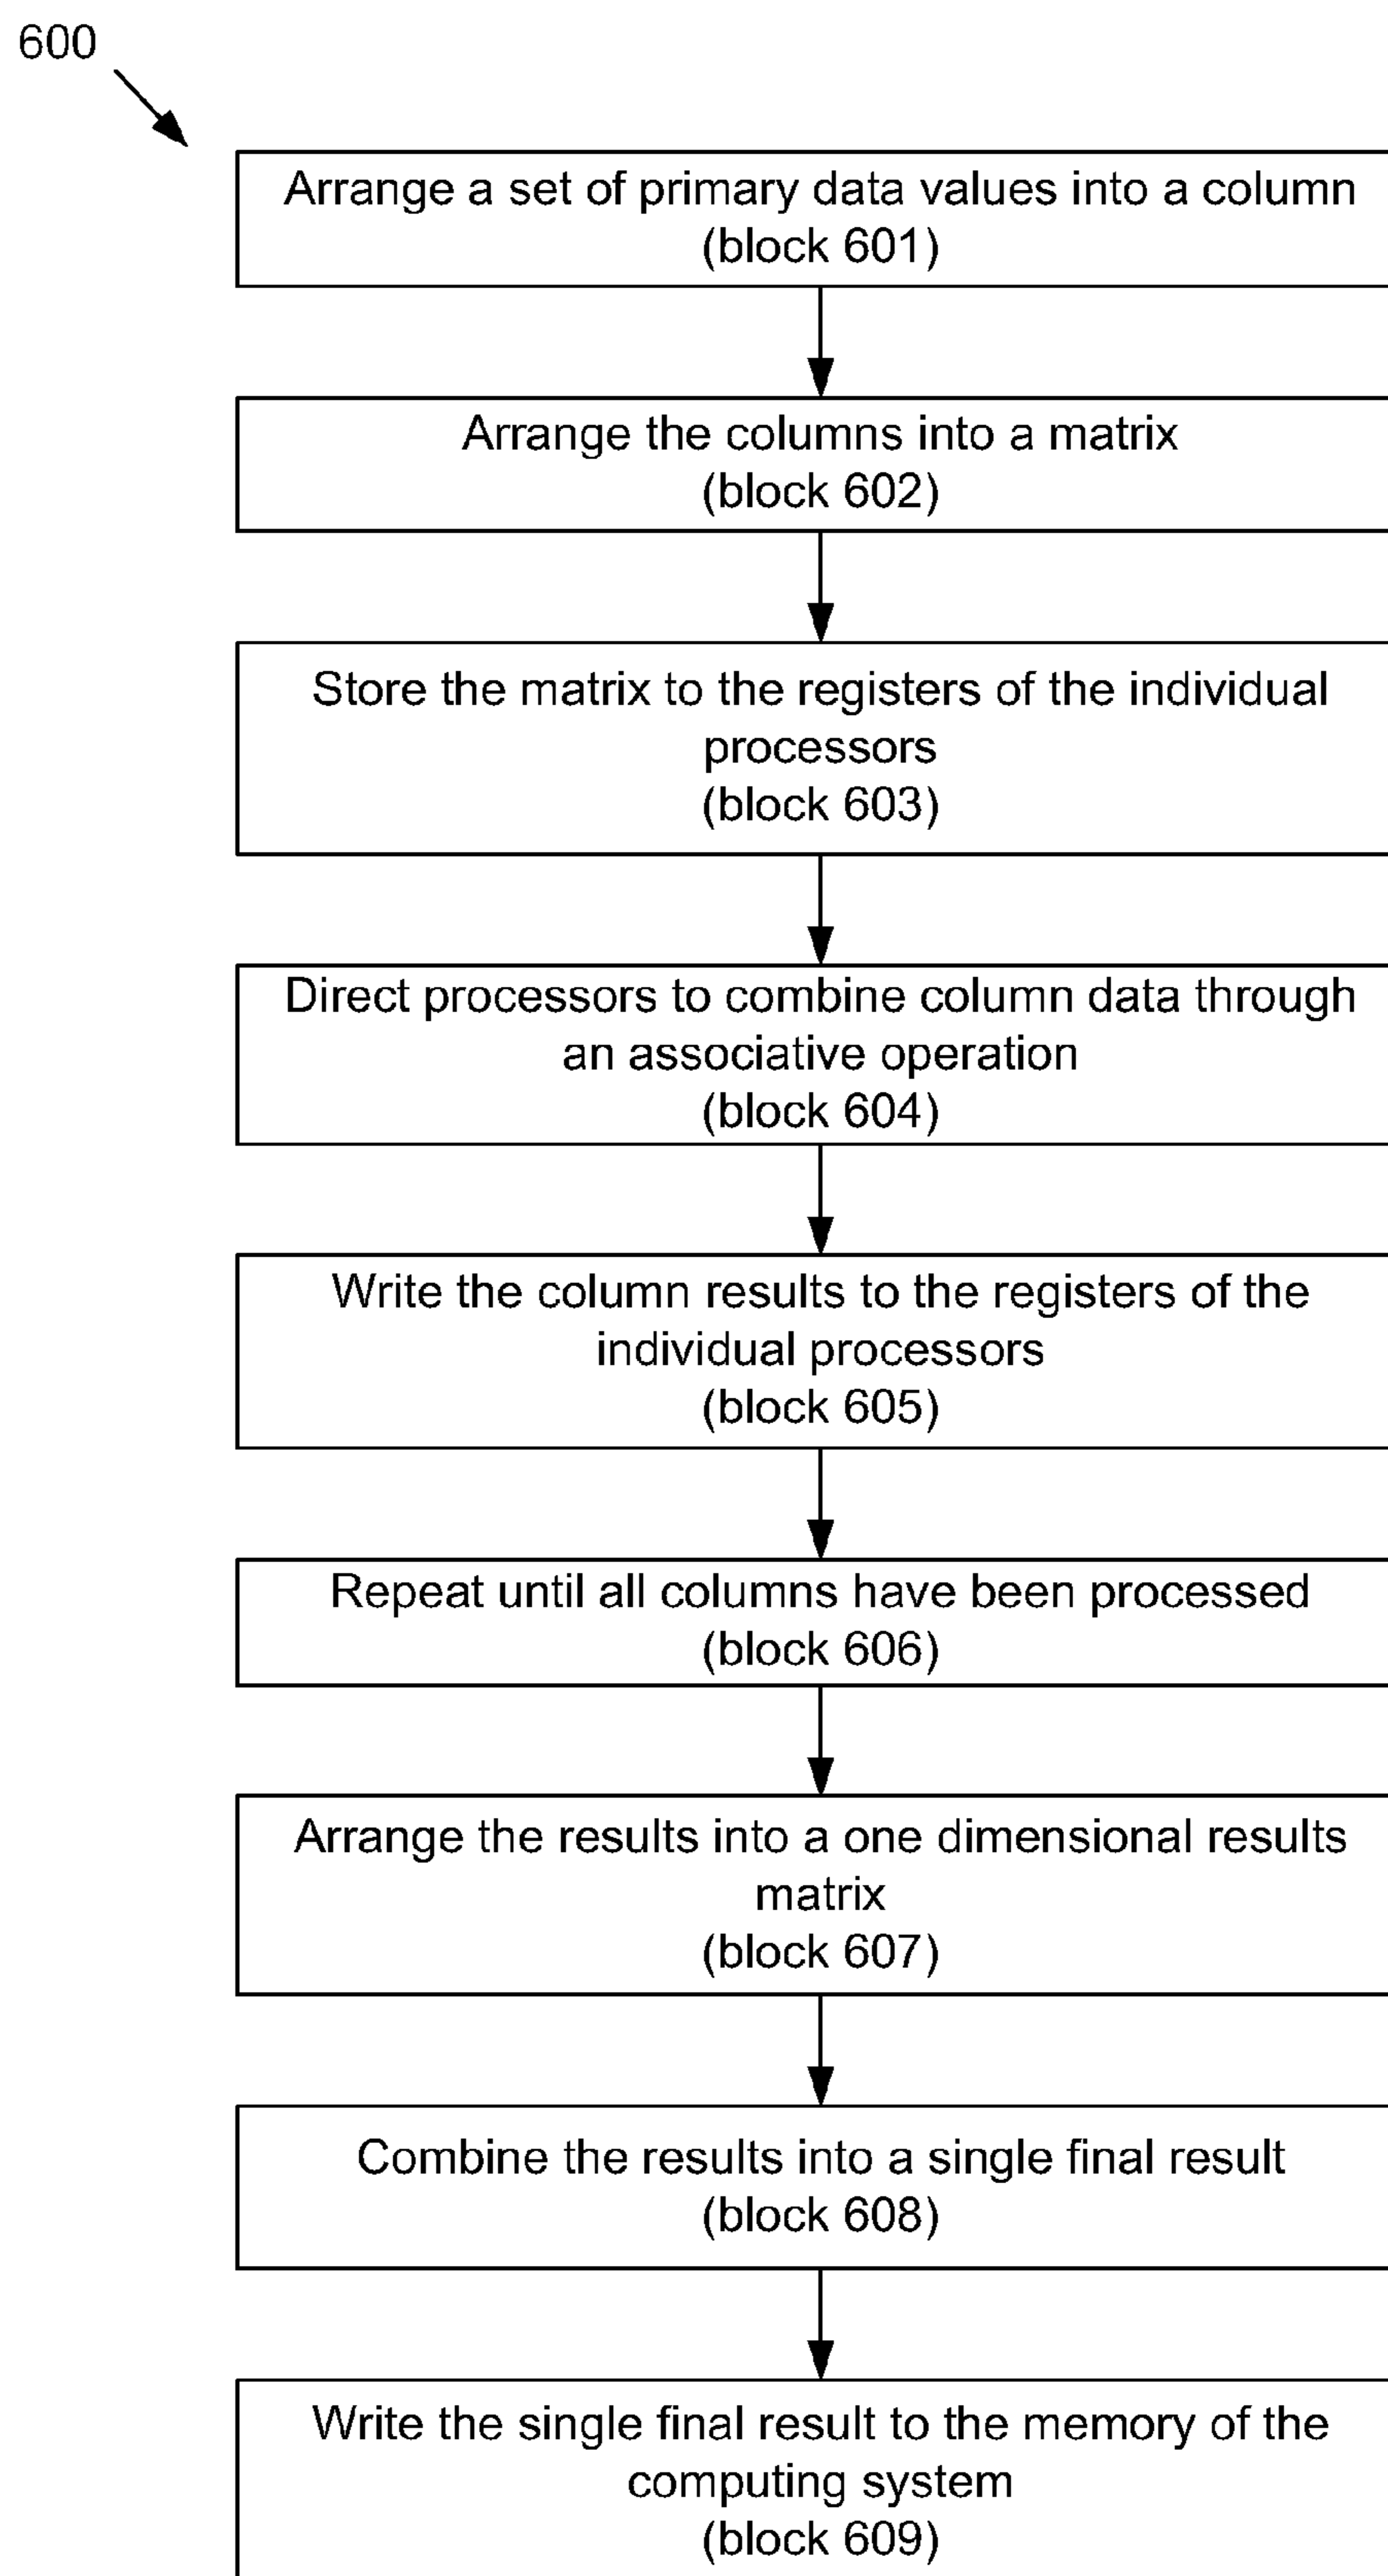 600
Arrange a set of primary data values into a column
(block 601)
Arrange the columns into a matrix
(block 602)
Store the matrix to the registers of the individual
processors
(block 603)
Direct processors to combine column data through
an associative operation
(block 604)
Write the column results to the registers of the
individual processors
(block 605)
Repeat until all columns have been processed
(block 606)
Arrange the results into a one dimensional results
matrix
(block 607)
Combine the results into a single final result
(block 608)
Write the single final result to the memory of the
computing system
(block 609)